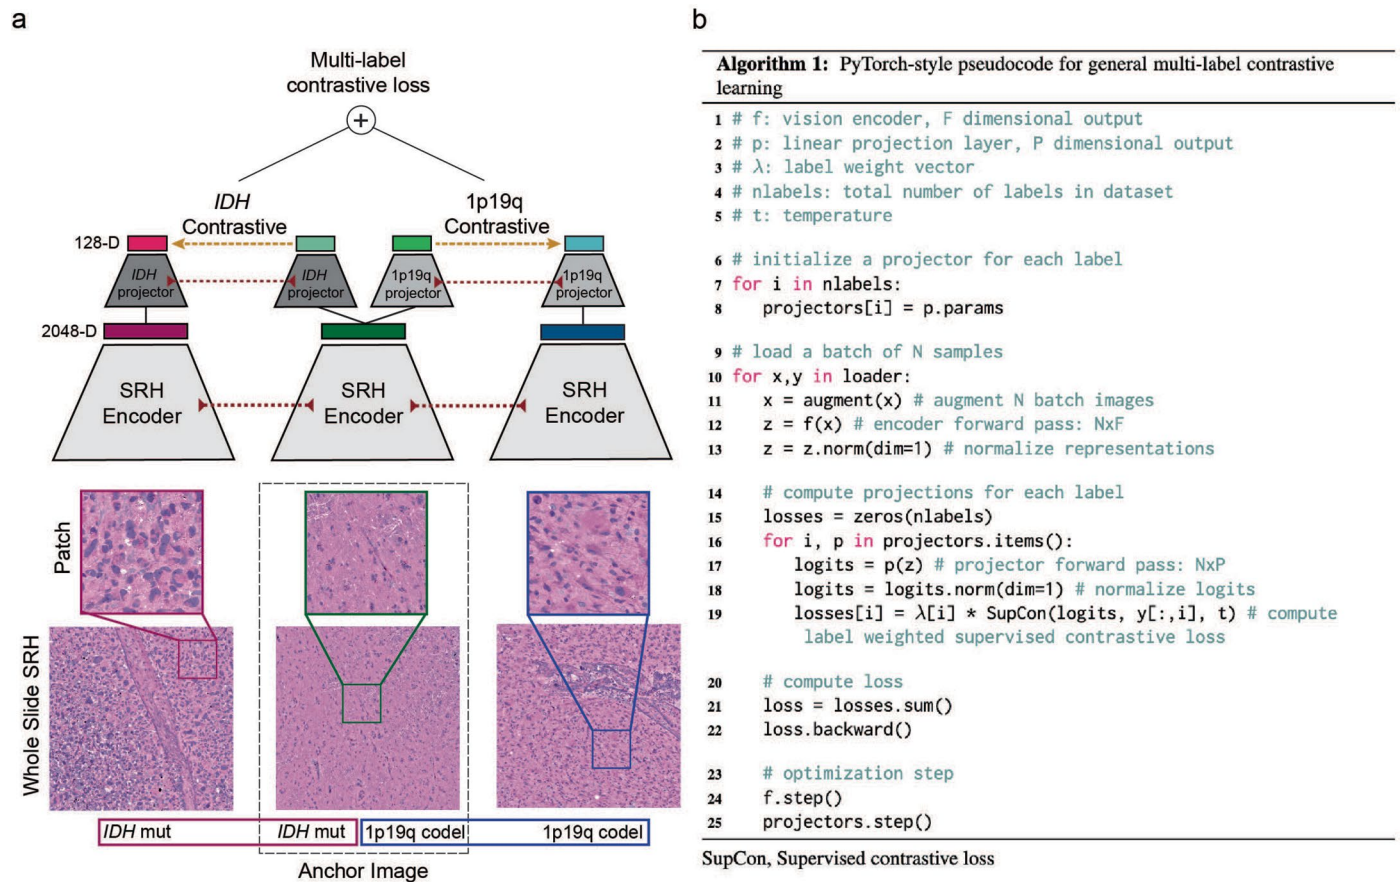 a
Multi-label
contrastive loss
+
IDH
Contrastive
1p19q
Contrastive
128-D
IDH
projector
IDH
projector
1p19q
projector
1p19q
projector
2048-D
SRH
Encoder
SRH
Encoder
SRH
Encoder
Patch
Whole Slide SRH
IDH mut
IDH mut
1p19q codel
1p19q codel
Anchor Image
b
Algorithm 1: PyTorch-style pseudocode for general multi-label contrastive
learning
1 # f: vision encoder, F dimensional output
2 # p: linear projection layer, P dimensional output
3 # λ: label weight vector
4 # nlabels: total number of labels in dataset
5 # t: temperature
6 # initialize a projector for each label
7 for i in nlabels:
8 projectors[i] = p.params
9 # load a batch of N samples
10 for x,y in loader:
11 x = augment(x) # augment N batch images
12 z = f(x) # encoder forward pass: NxF
13 z = z.norm(dim=1) # normalize representations
14 # compute projections for each label
15 losses = zeros(nlabels)
16 for i, p in projectors.items():
17 logits = p(z) # projector forward pass: NxP
18 logits = logits.norm(dim=1) # normalize logits
19 losses[i] = λ[i] * SupCon(logits, y[:,i], t) # compute
label weighted supervised contrastive loss
20 # compute loss
21 loss = losses.sum()
22 loss.backward()
23 # optimization step
24 f.step()
25 projectors.step()
SupCon, Supervised contrastive loss